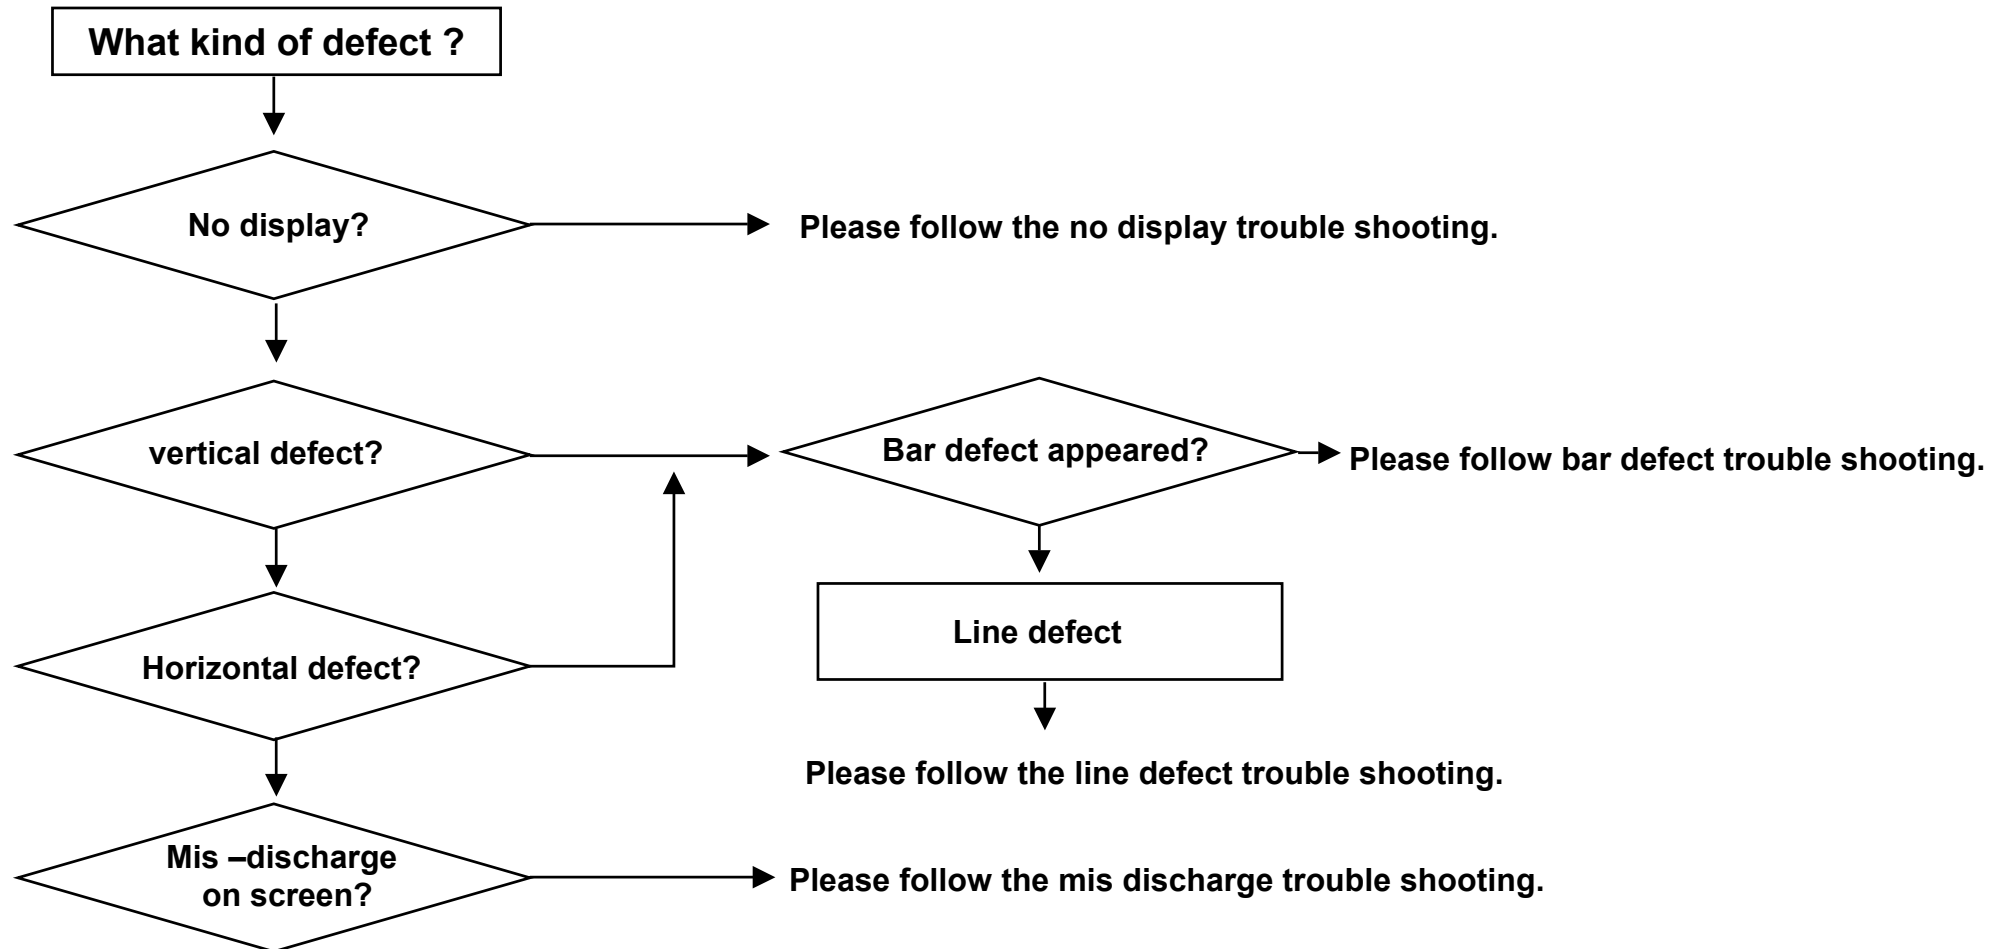 What kind of defect ?
No display?
Please follow the no display trouble shooting.
vertical defect?
Bar defect appeared?
Please follow bar defect trouble shooting.
Horizontal defect?
Line defect
Please follow the line defect trouble shooting.
Mis –discharge
on screen?
Please follow the mis discharge trouble shooting.